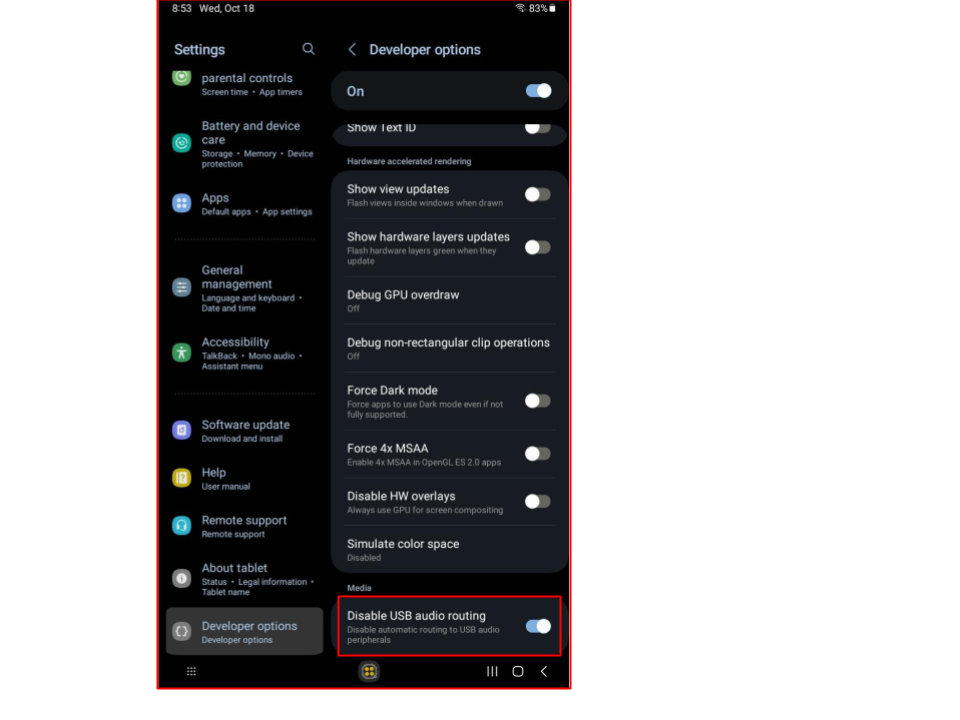 8:53 Wed, Oct 18
83%
Settings
parental controls
Screen time • App timers
Battery and device
care
Storage • Memory • Device
protection
Apps
Default apps • App settings
General
management
Language and keyboard •
Date and time
Accessibility
TalkBack • Mono audio •
Assistant menu
Software update
Download and install
Help
User manual
Remote support
Remote support
About tablet
Status • Legal information •
Tablet name
Developer options
Developer options
Developer options
On
Show Text ID
Hardware accelerated rendering
Show view updates
Flash views inside windows when drawn
Show hardware layers updates
Flash hardware layers green when they
update
Debug GPU overdraw
Off
Debug non-rectangular clip operations
Off
Force Dark mode
Force apps to use Dark mode even if not
fully supported.
Force 4x MSAA
Enable 4x MSAA in OpenGL ES 2.0 apps
Disable HW overlays
Always use GPU for screen compositing
Simulate color space
Disabled
Media
Disable USB audio routing
Disable automatic routing to USB audio
peripherals